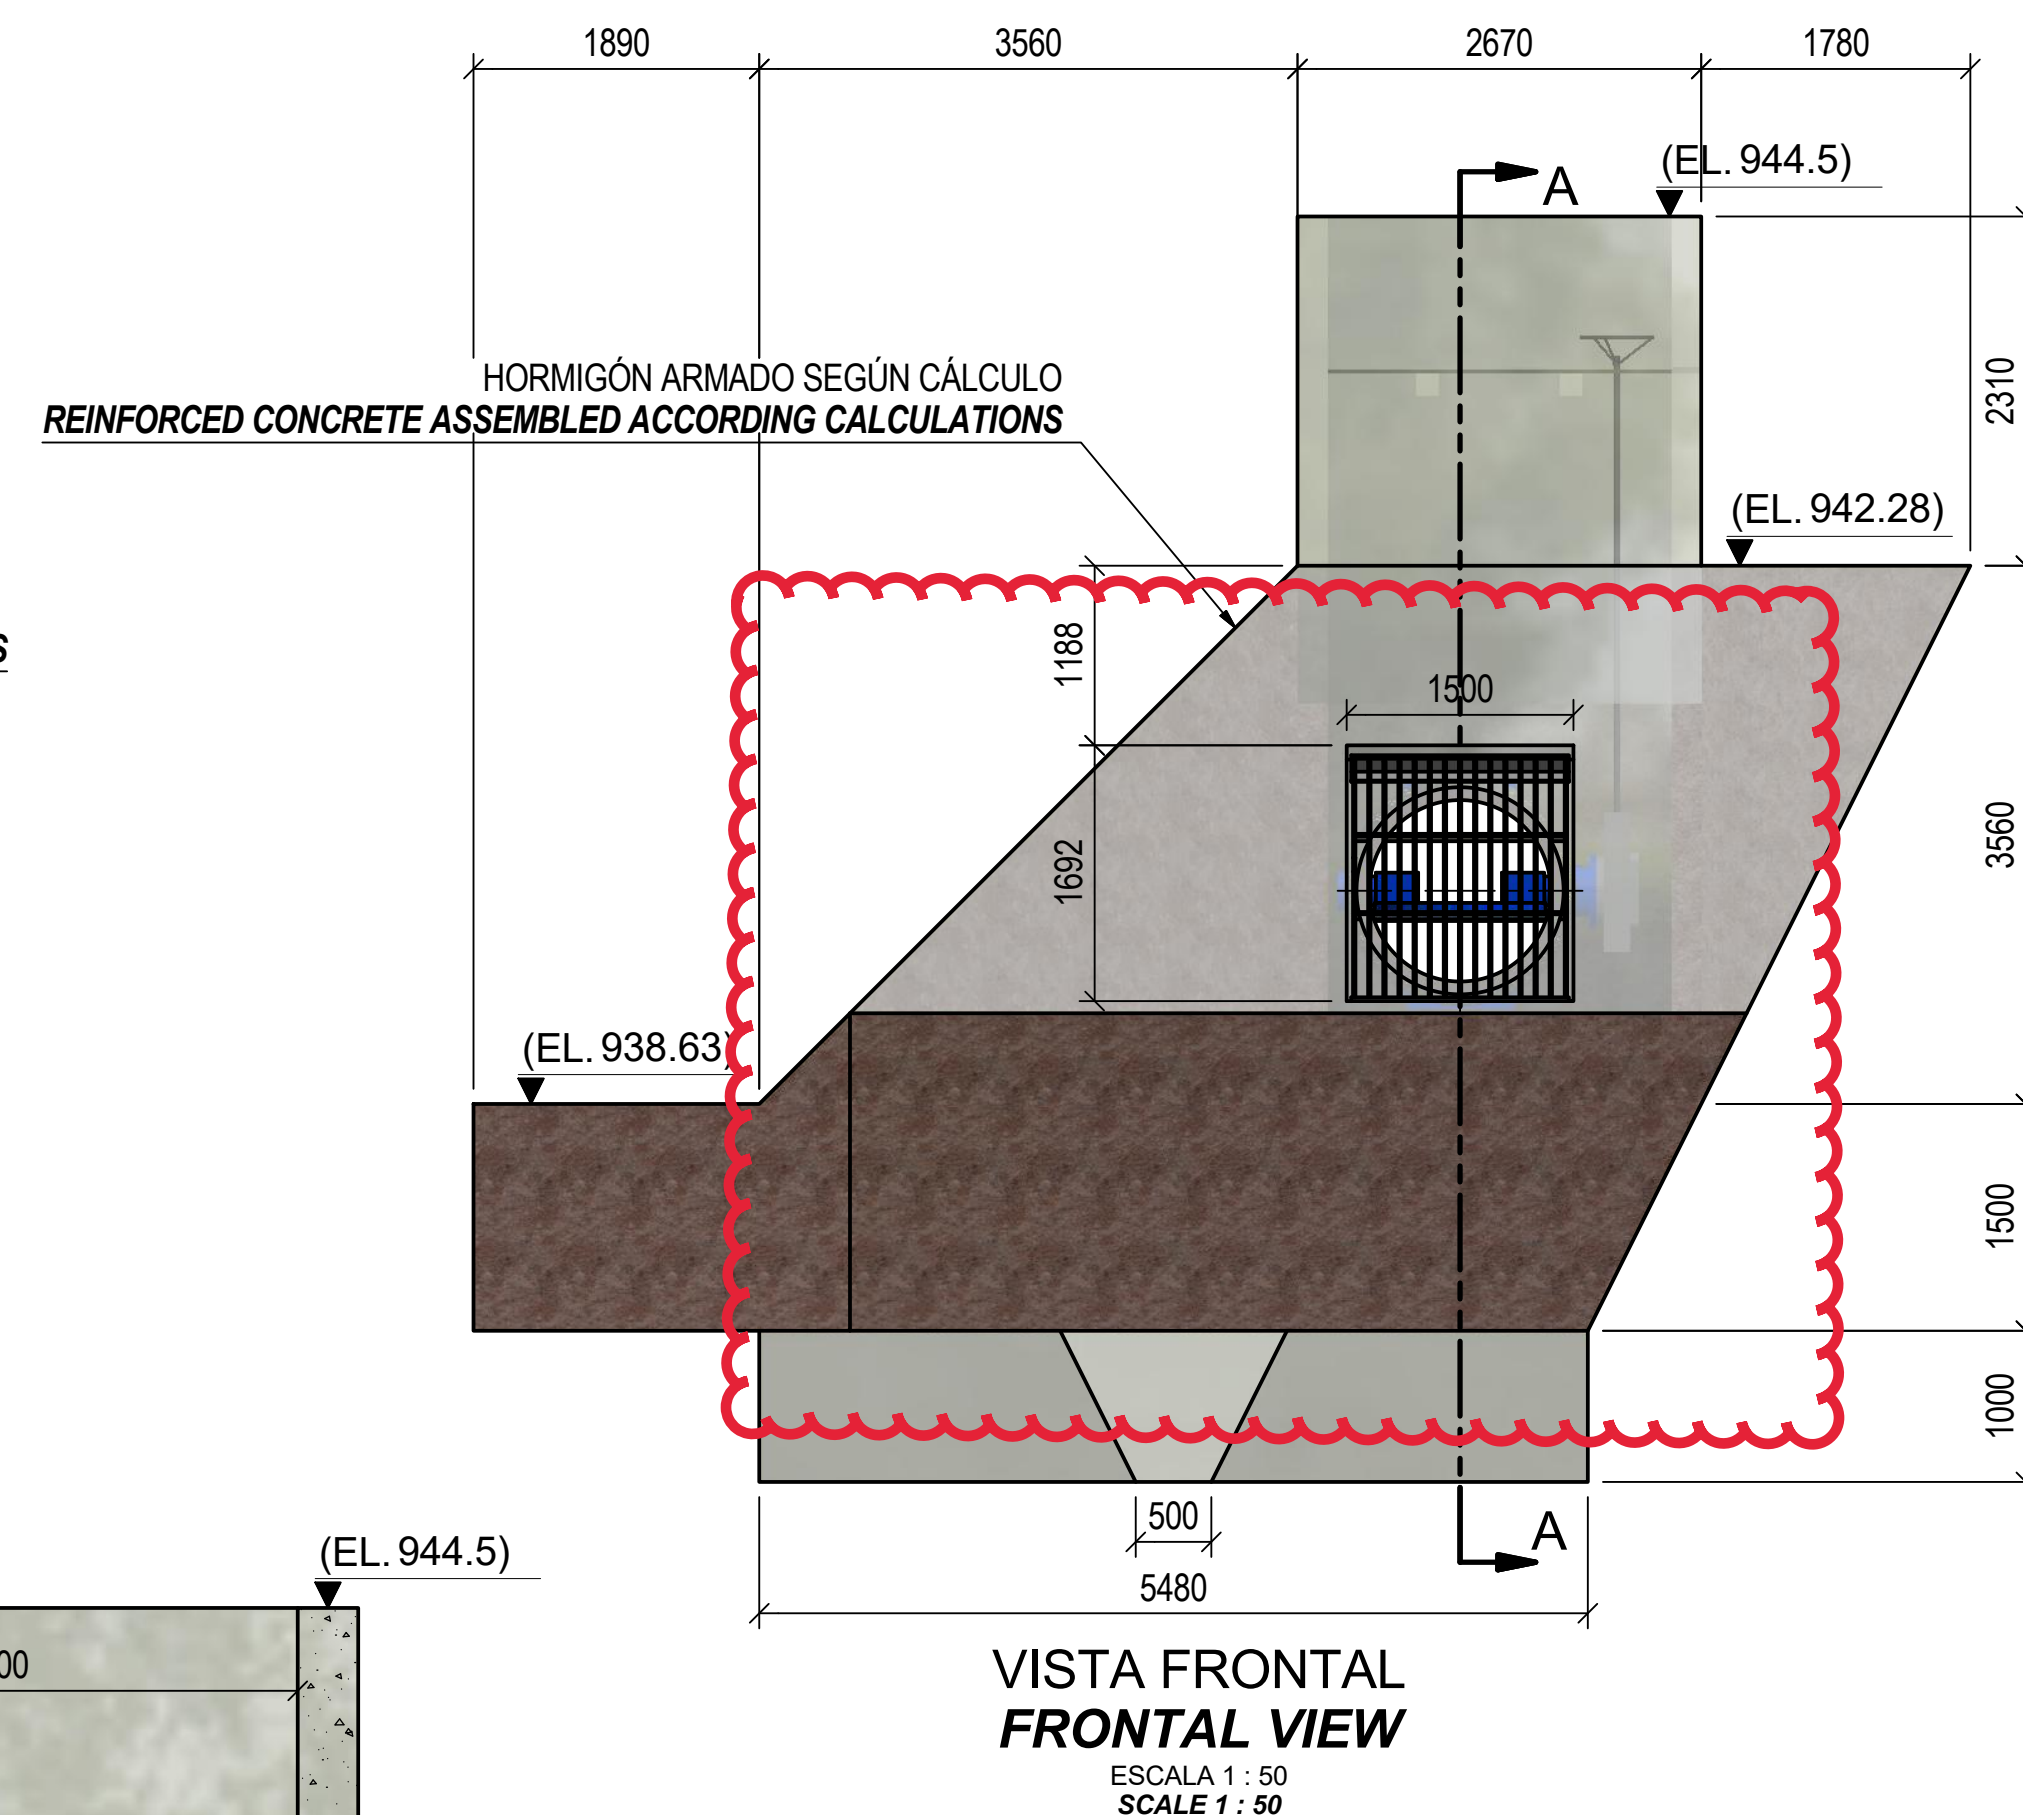 1890
3560
2670
1780
(EL. 944.5)
A
HORMIGÓN ARMADO SEGÚN CÁLCULO
REINFORCED CONCRETE ASSEMBLED ACCORDING CALCULATIONS
2310
(EL. 942.28)
S
1188
1500
1692
3560
(EL. 938.63)
1500
1000
500
A
5480
(EL. 944.5)
00
VISTA FRONTAL
FRONTAL VIEW
ESCALA 1 : 50
SCALE 1 : 50